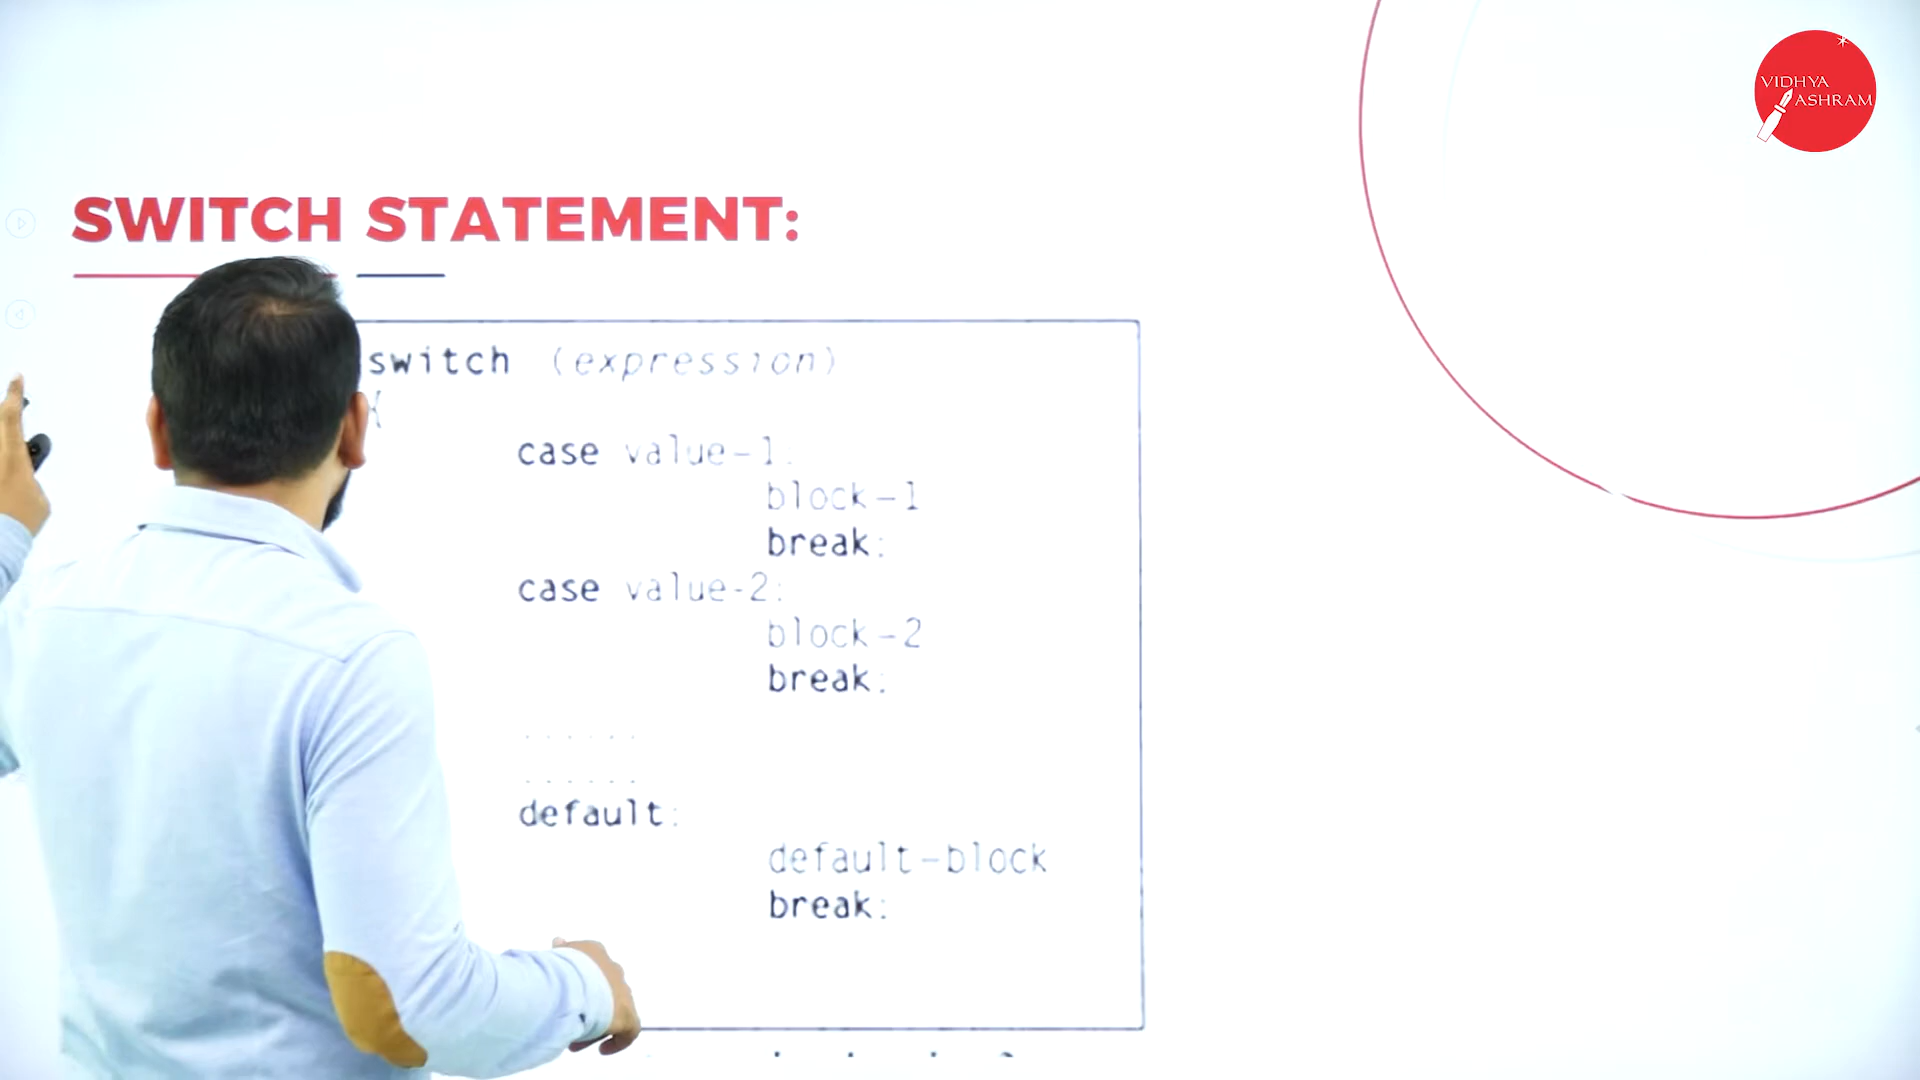 VIDHYA
ASHRAM
SWITCH STATEMENT:
switch (expression)
{
case value-1:
block-1
break;
case value-2:
block-2
break;
......
......
default:
default-block
break;